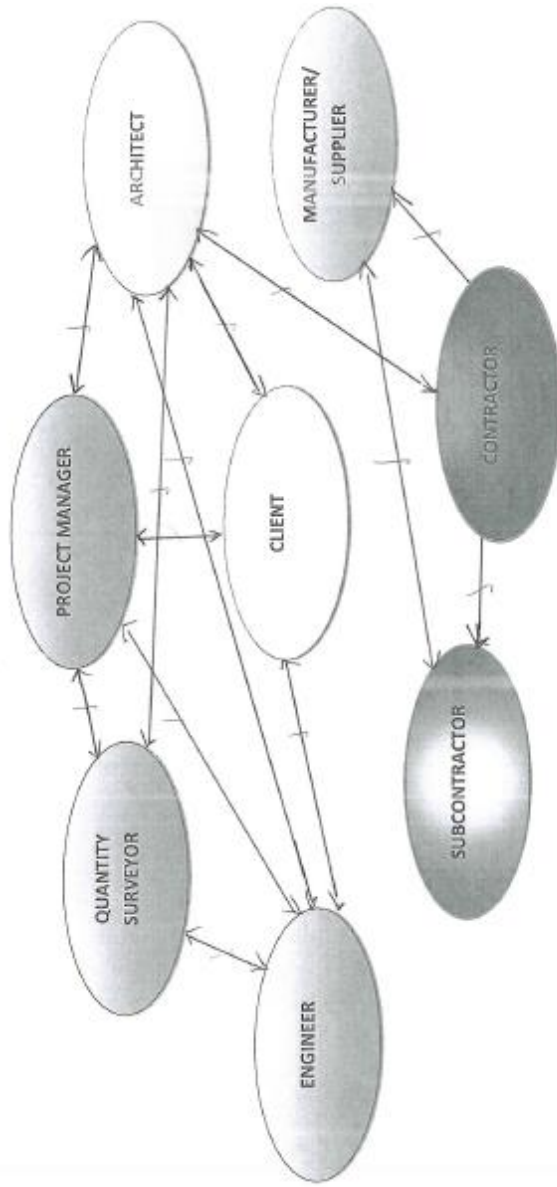 PROJECT MANAGER
ARCHITECT
QUANTITY
SURVEYOR
CLIENT
ENGINEER
MANUFACTURER/
SUPPLIER
SUBCONTRACTOR
CONTRACTOR